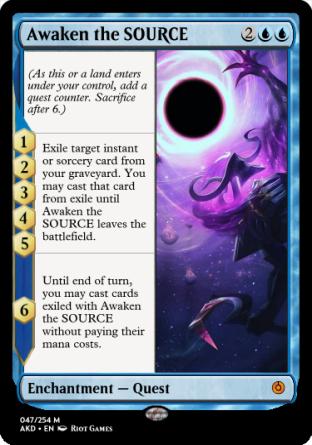 Awaken the SOURCE 2
(As this or a land enters
under your control, add a
quest counter. Sacrifice
after 6.)
1
2
3
4
5
Exile target instant
or sorcery card from
your graveyard. You
may cast that card
from exile until
Awaken the
SOURCE leaves the
battlefield.
6
Until end of turn,
you may cast cards
exiled with Awaken
the SOURCE
without paying their
mana costs.
Enchantment — Quest
047/254 M
AKD • EN Riot Games